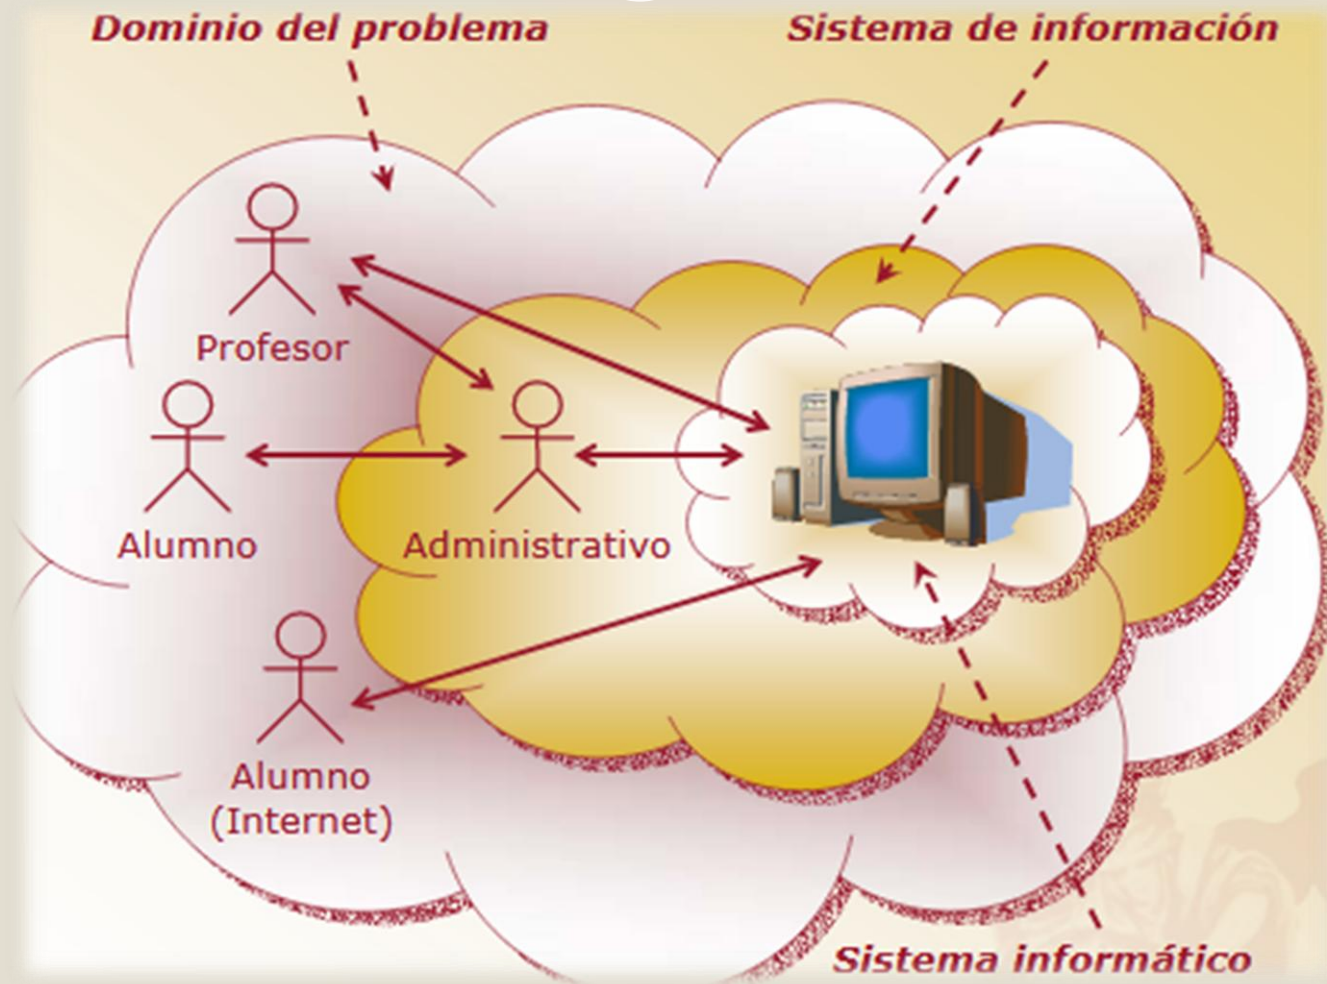 Dominio del problema
Sistema de información
Profesor
Alumno
Administrativo
Alumno
(Internet)
Sistema informático